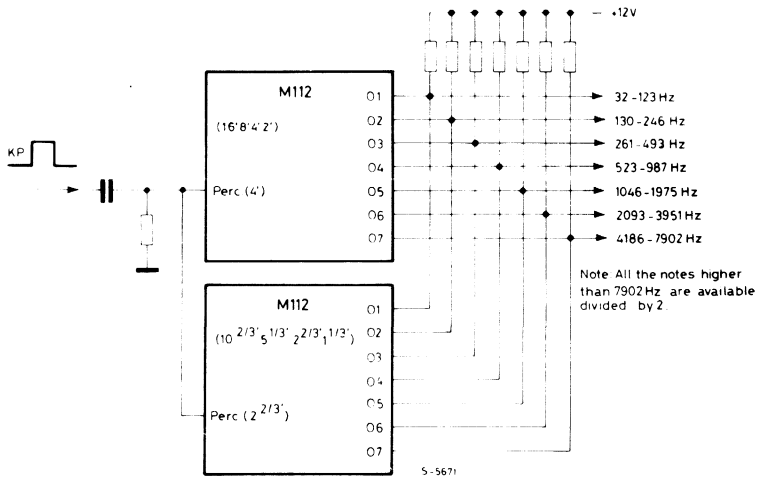 +12V
M112
(16'8'4'2')
KP
Perc (4')
O1
O2
O3
O4
O5
O6
O7
32-123 Hz
130-246 Hz
261-493 Hz
523-987 Hz
1046-1975 Hz
2093-3951 Hz
4186-7902 Hz
Note: All the notes higher
than 7902 Hz are available
divided by 2.
M112
(10 2/3' 5 1/3' 2 2/3' 1 1/3')
Perc (2 2/3')
O1
O2
O3
O4
O5
O6
O7
S-5671